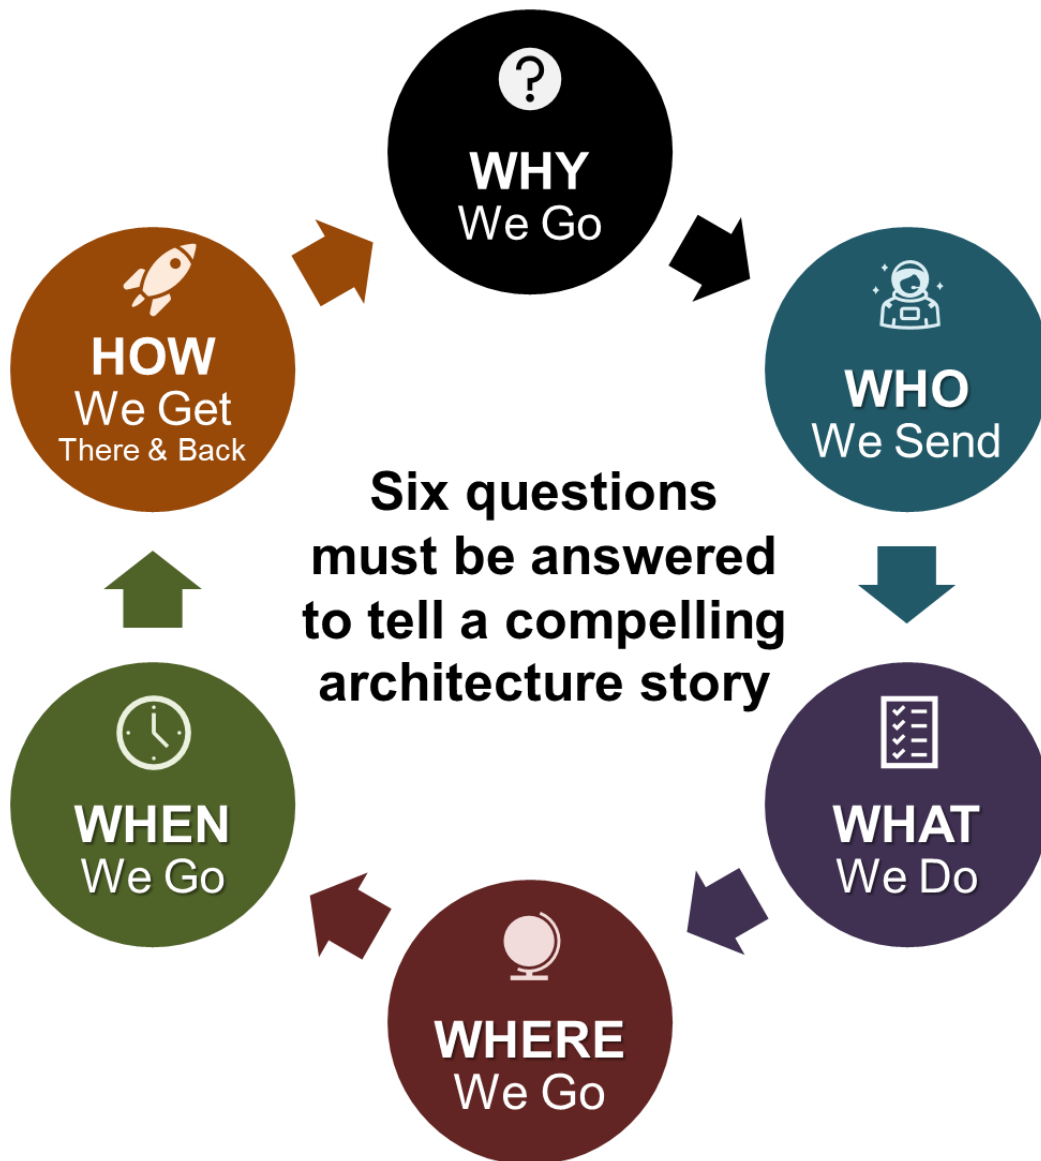 ?
WHY
We Go
WHO
We Send
WHAT
We Do
WHERE
We Go
WHEN
We Go
HOW
We Get
There & Back
Six questions
must be answered
to tell a compelling
architecture story